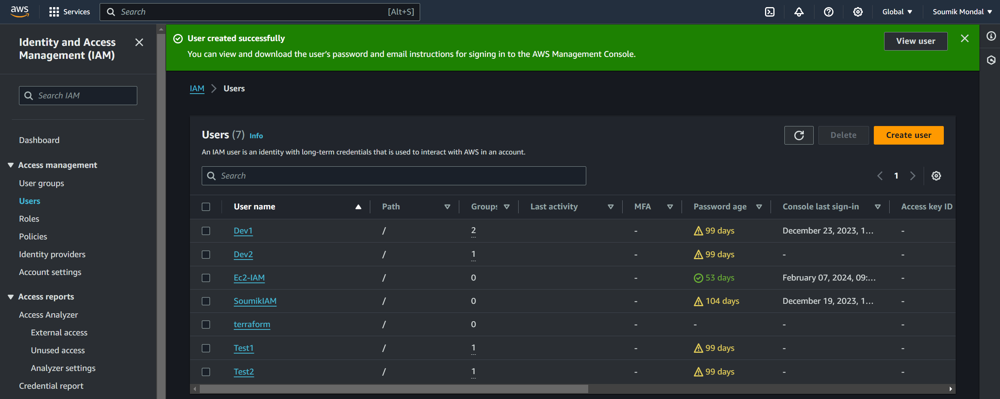 aws
Services
Search
[Alt+S]
Global
Soumik Mondal
Identity and Access
Management (IAM)
Search IAM
Dashboard
Access management
User groups
Users
Roles
Policies
Identity providers
Account settings
Access reports
Access Analyzer
External access
Unused access
Analyzer settings
Credential report
User created successfully
You can view and download the user's password and email instructions for signing in to the AWS Management Console.
View user
IAM > Users
Users (7) Info
An IAM user is an identity with long-term credentials that is used to interact with AWS in an account.
Delete
Create user
Search
1
User name Path Groups Last activity MFA Password age Console last sign-in Access key ID
Dev1 / 2 - 99 days December 23, 2023, 1... -
Dev2 / 1 - 99 days - -
Ec2-IAM / 0 - 53 days February 07, 2024, 09:... -
SoumikIAM / 0 - 104 days December 19, 2023, 1... -
terraform / 0 - - - -
Test1 / 1 - 99 days - -
Test2 / 1 - 99 days - -